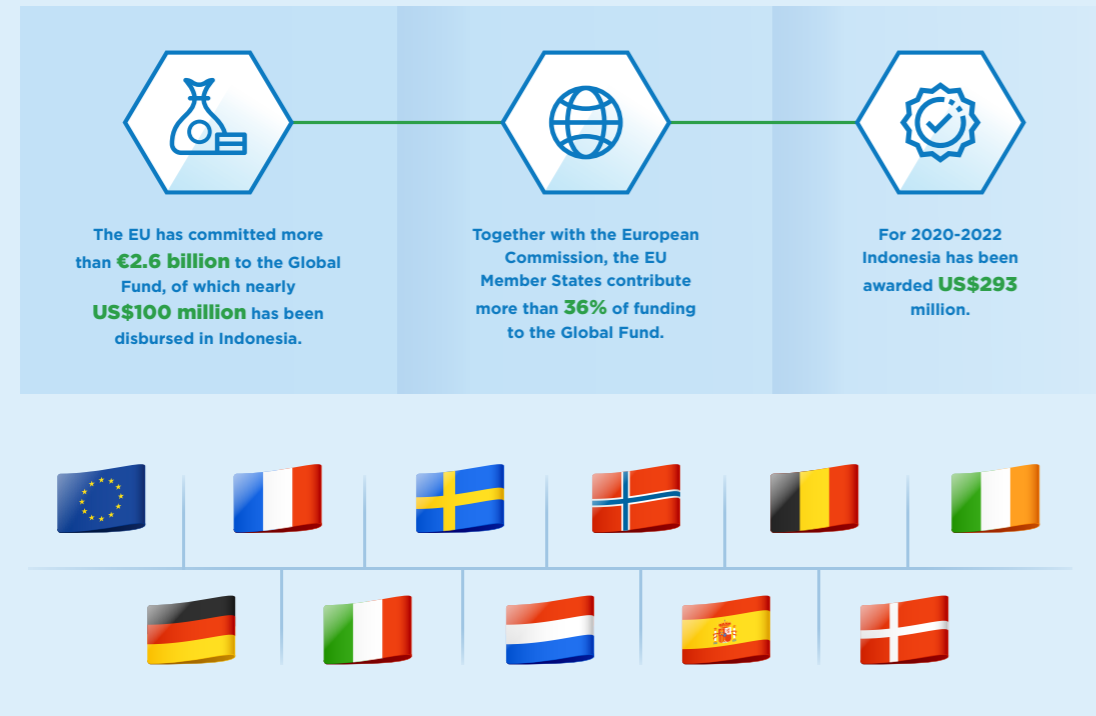 The EU has committed more
than €2.6 billion to the Global
Fund, of which nearly
US$100 million has been
disbursed in Indonesia.
Together with the European
Commission, the EU
Member States contribute
more than 36% of funding
to the Global Fund.
For 2020-2022
Indonesia has been
awarded US$293
million.